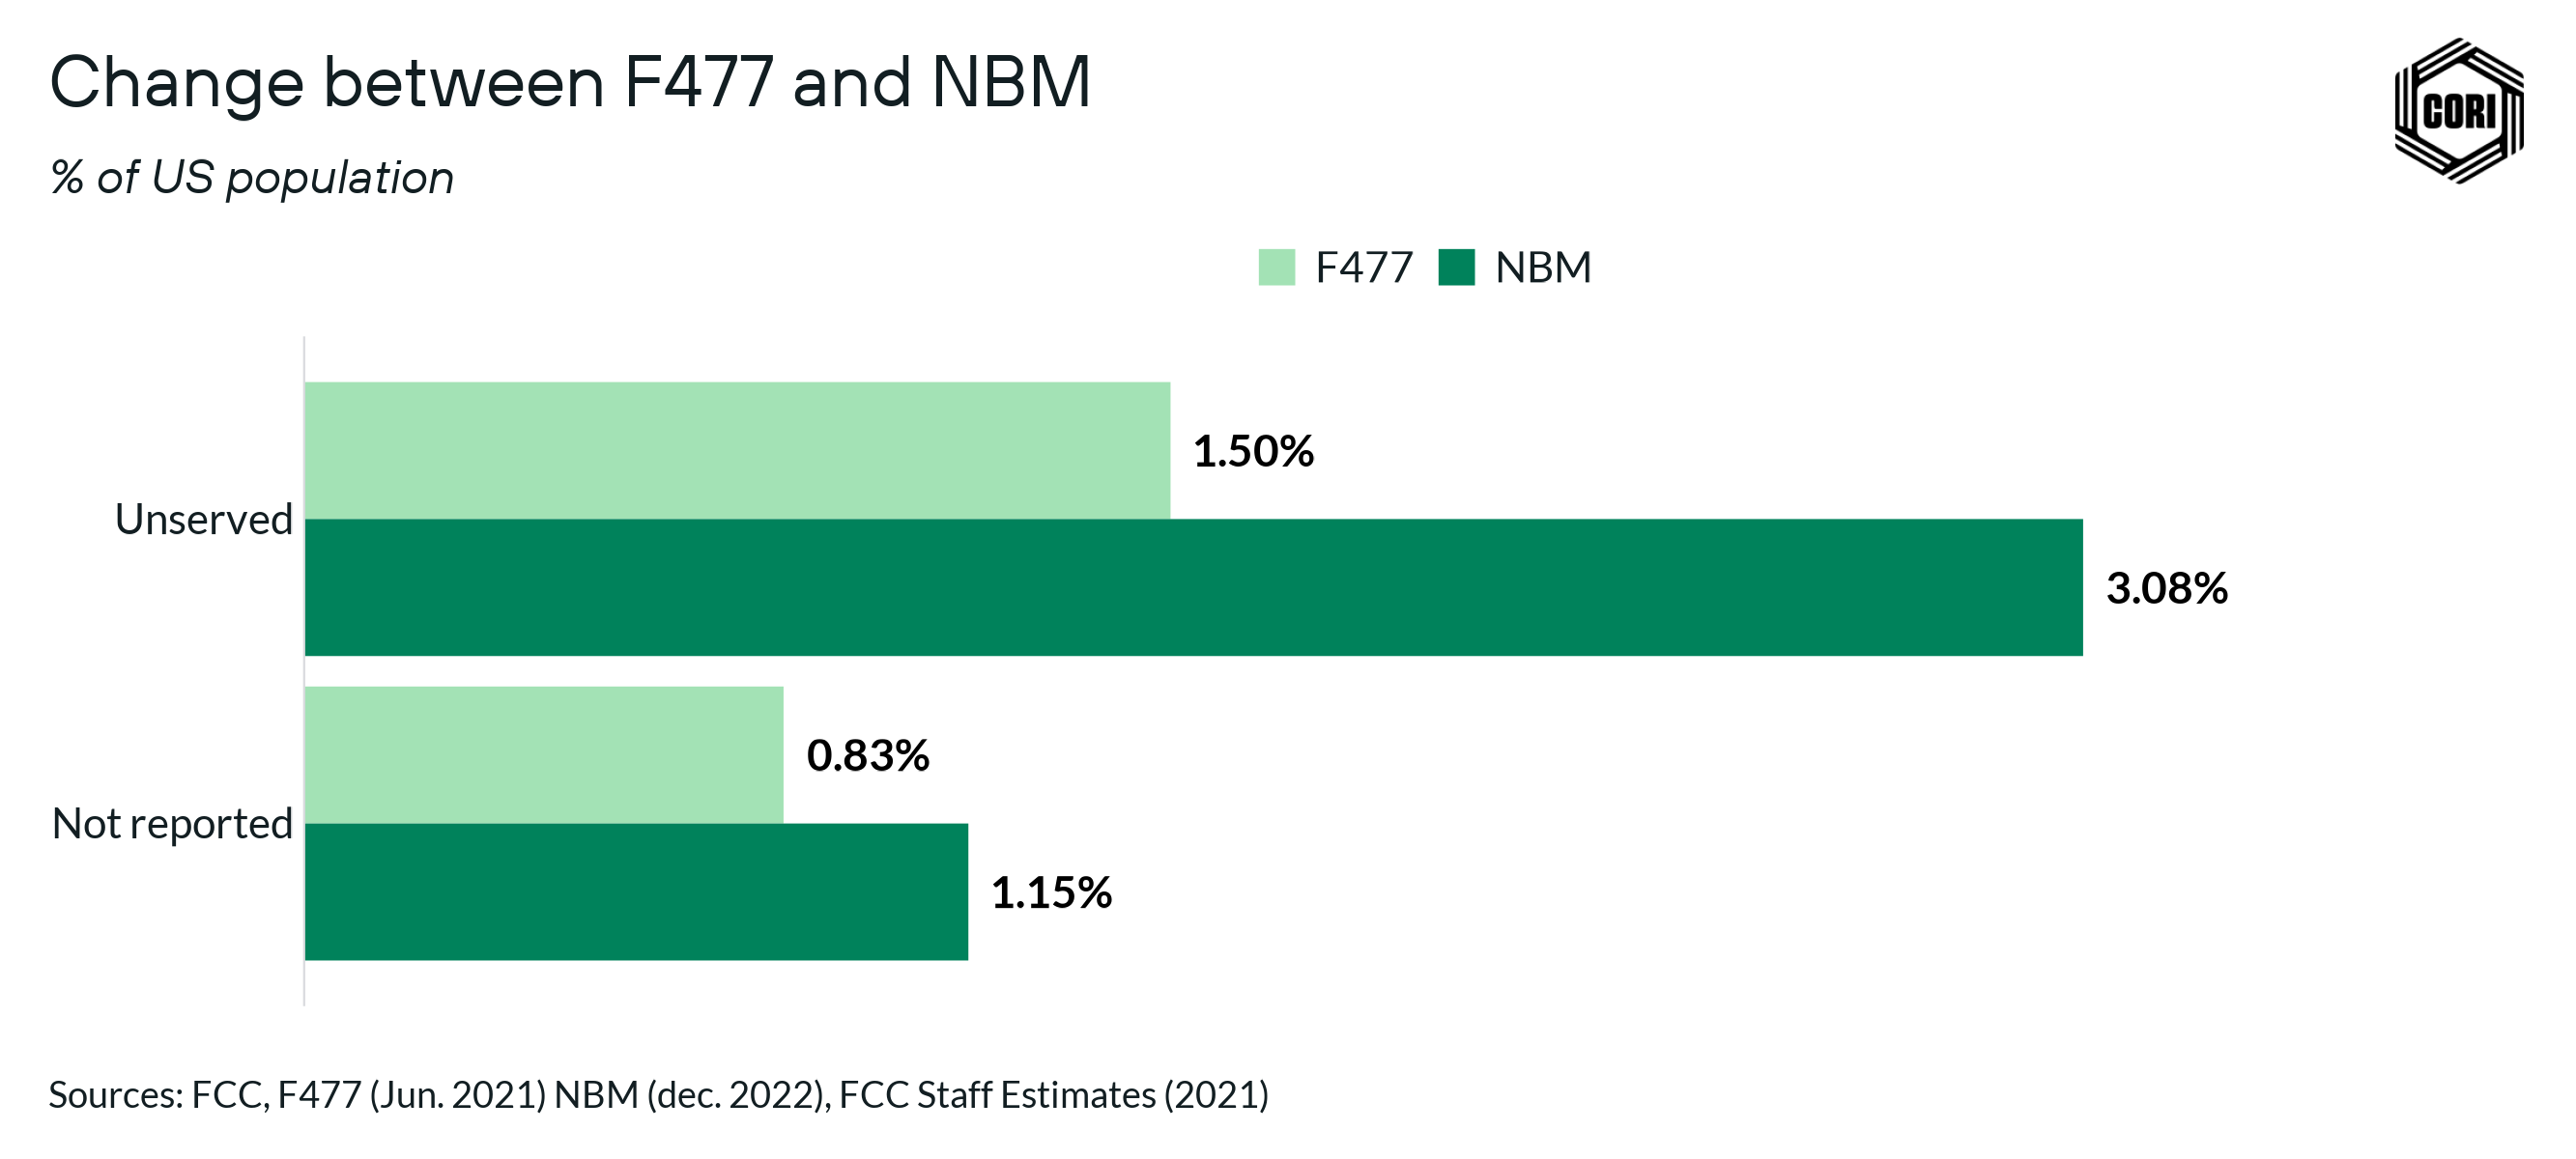 Change between F477 and NBM
CORI
% of US population
F477 NBM
Unserved
1.50%
3.08%
Not reported
0.83%
1.15%
Sources: FCC, F477 (Jun. 2021) NBM (dec. 2022), FCC Staff Estimates (2021)